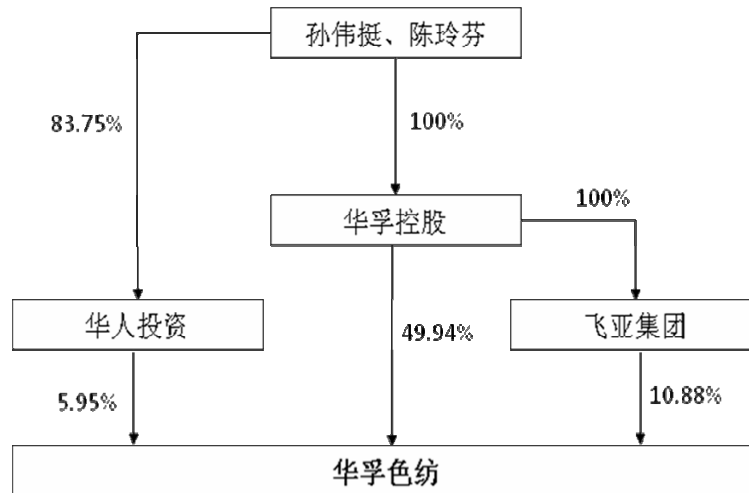 孙伟挺、陈玲芬
83.75%
100%
华孚控股
100%
华人投资
49.94%
飞亚集团
5.95%
10.88%
华孚色纺